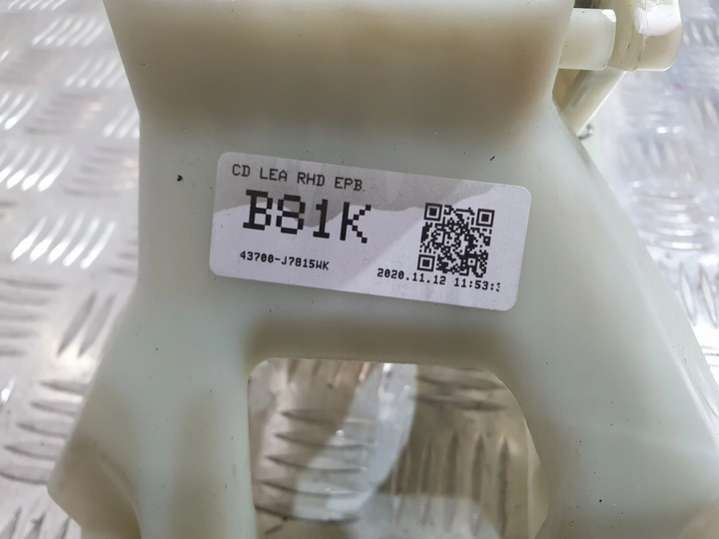 CD LEA RHD EPB
B81K
43700-J7815WK
2020.11.12 11:53: